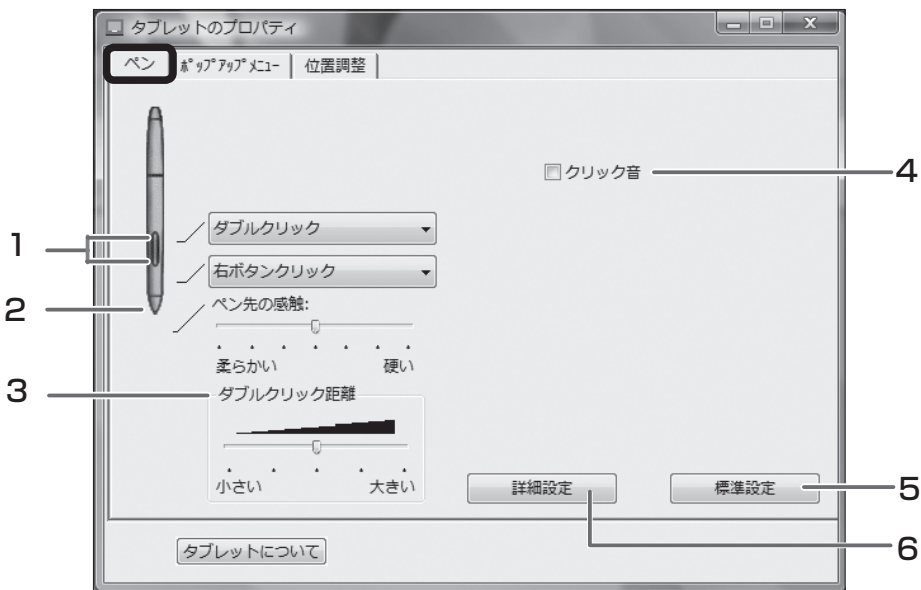 タブレットのプロパティ
ペン ﾎﾟｯﾌﾟｱｯﾌﾟﾒﾆｭｰ 位置調整
クリック音
4
ダブルクリック
1
右ボタンクリック
2
ペン先の感触:
柔らかい 硬い
3
ダブルクリック距離
小さい 大きい
詳細設定 標準設定
5
6
タブレットについて